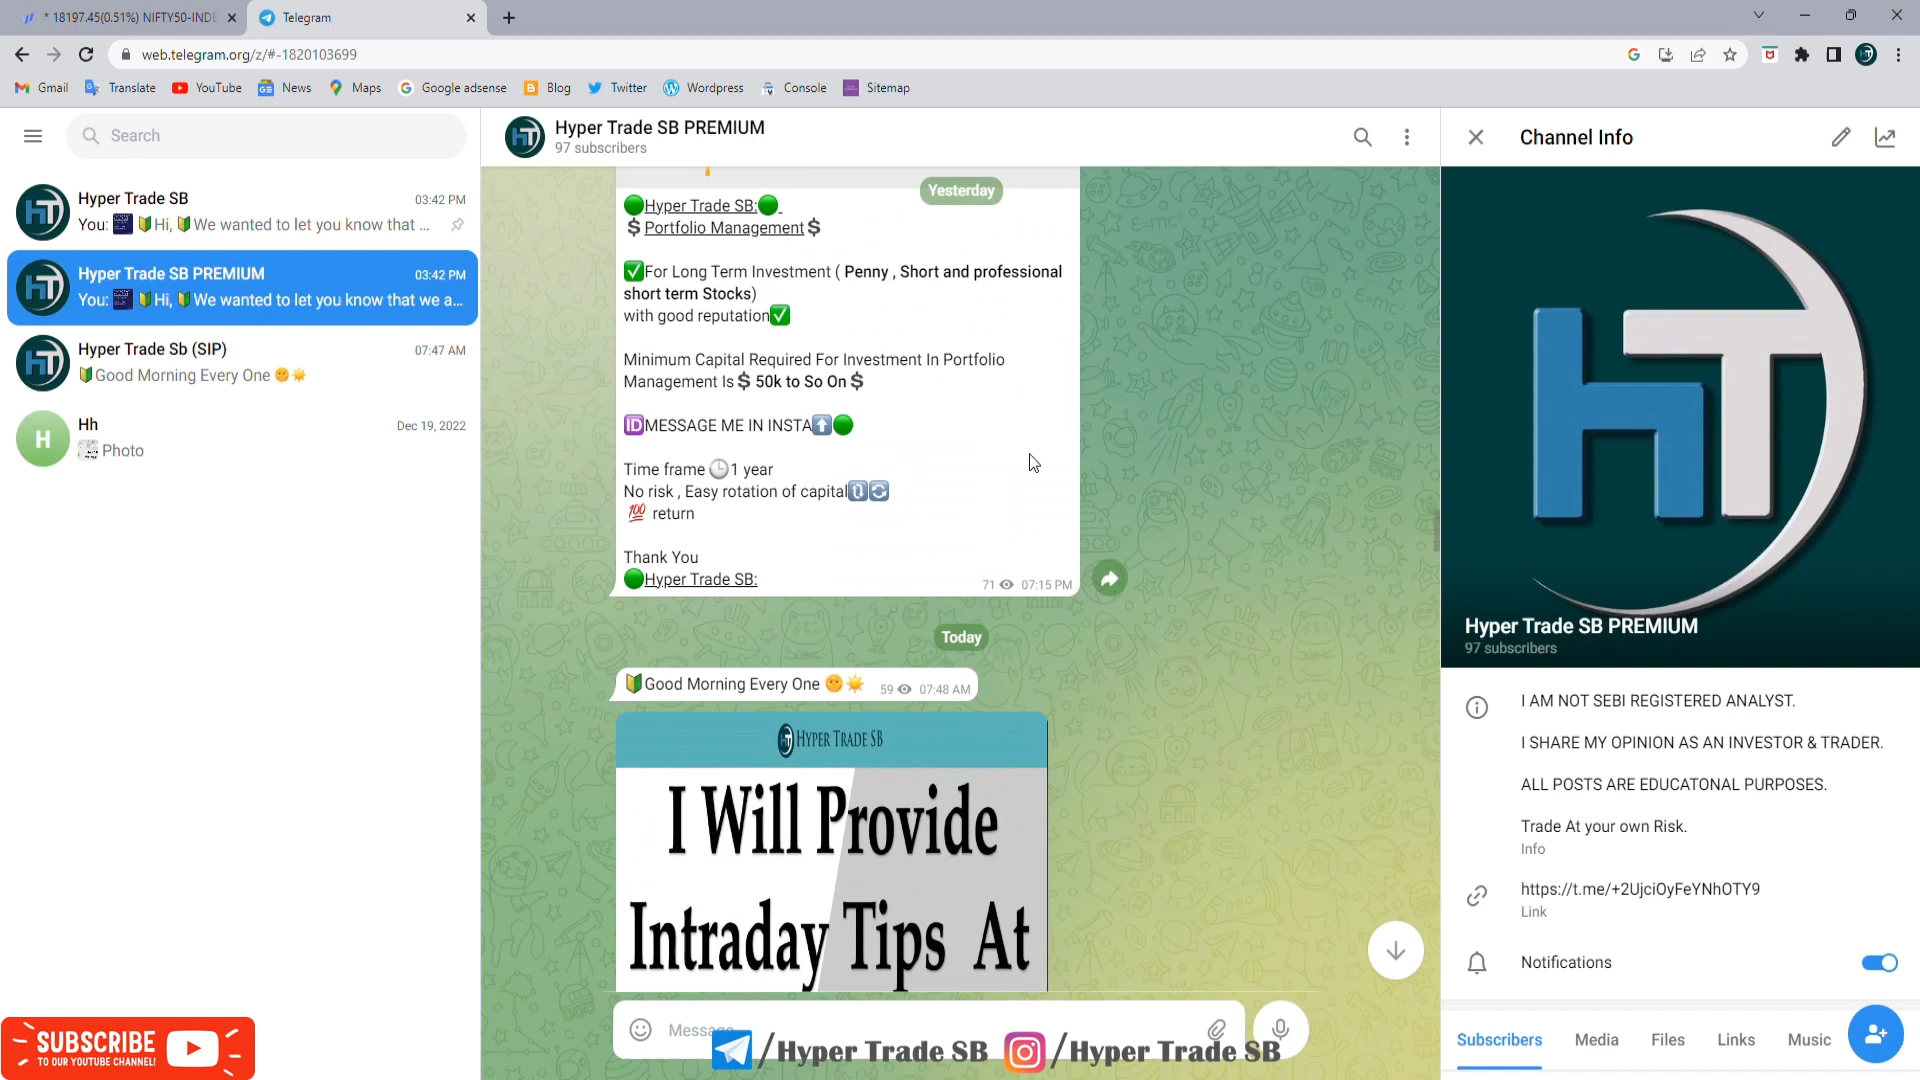 * 18197.45(0.51%) NIFTY50-INDE
Telegram
web.telegram.org/z/#-1820103699
Gmail
Translate
YouTube
News
Maps
Google adsense
Blog
Twitter
Wordpress
Console
Sitemap
Search
Hyper Trade SB
03:42 PM
You: Hi, We wanted to let you know that ...
Hyper Trade SB PREMIUM
03:42 PM
You: Hi, We wanted to let you know that we a...
Hyper Trade Sb (SIP)
07:47 AM
Good Morning Every One
H
Hh
Dec 19, 2022
Photo
SUBSCRIBE
TO OUR YOUTUBE CHANNEL!
Hyper Trade SB PREMIUM
97 subscribers
Yesterday
Hyper Trade SB:
Portfolio Management
For Long Term Investment ( Penny , Short and professional
short term Stocks)
with good reputation
Minimum Capital Required For Investment In Portfolio
Management Is 50k to So On
MESSAGE ME IN INSTA
Time frame 1 year
No risk , Easy rotation of capital
100 return
Thank You
Hyper Trade SB:
71 07:15 PM
Today
Good Morning Every One
59 07:48 AM
HYPER TRADE SB
I Will Provide
Intraday Tips At
Message
/Hyper Trade SB
/Hyper Trade SB
Channel Info
HT
Hyper Trade SB PREMIUM
97 subscribers
I AM NOT SEBI REGISTERED ANALYST.
I SHARE MY OPINION AS AN INVESTOR & TRADER.
ALL POSTS ARE EDUCATONAL PURPOSES.
Trade At your own Risk.
Info
https://t.me/+2UjciOyFeYNhOTY9
Link
Notifications
Subscribers
Media
Files
Links
Music